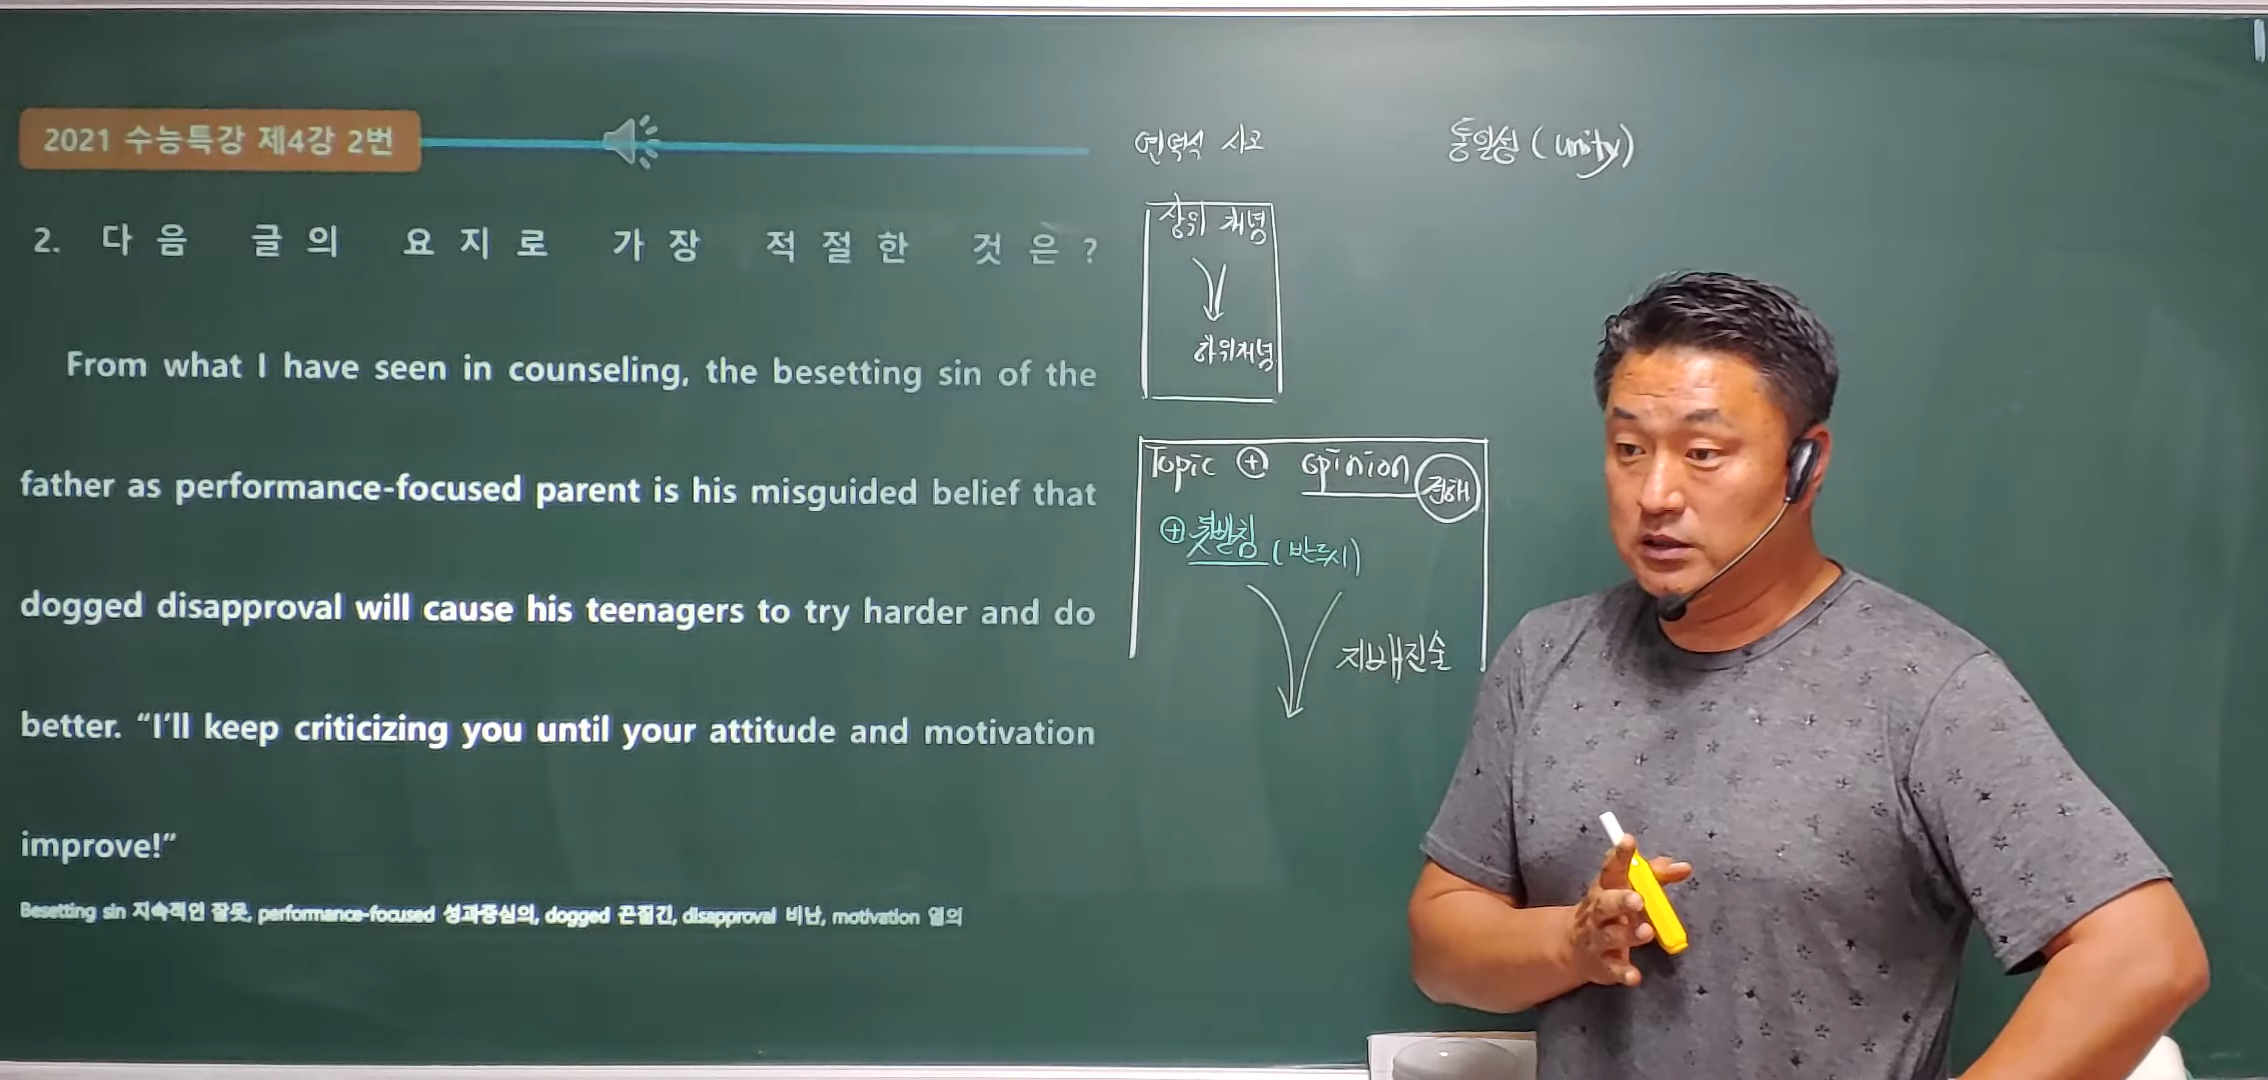 2021 수능특강 제4강 2번
2. 다음 글의 요지로 가장 적절한 것은?
From what I have seen in counseling, the besetting sin of the
father as performance-focused parent is his misguided belief that
dogged disapproval will cause his teenagers to try harder and do
better. “I’ll keep criticizing you until your attitude and motivation
improve!”
Besetting sin 지속적인 잘못, performance-focused 성과중심의, dogged 끈질긴, disapproval 비난, motivation 열의
연역식 사고
상위 개념
하위개념
통일성 (unity)
Topic ⊕ opinion 견해
⊕ 뒷받침 (반드시)
지배진술